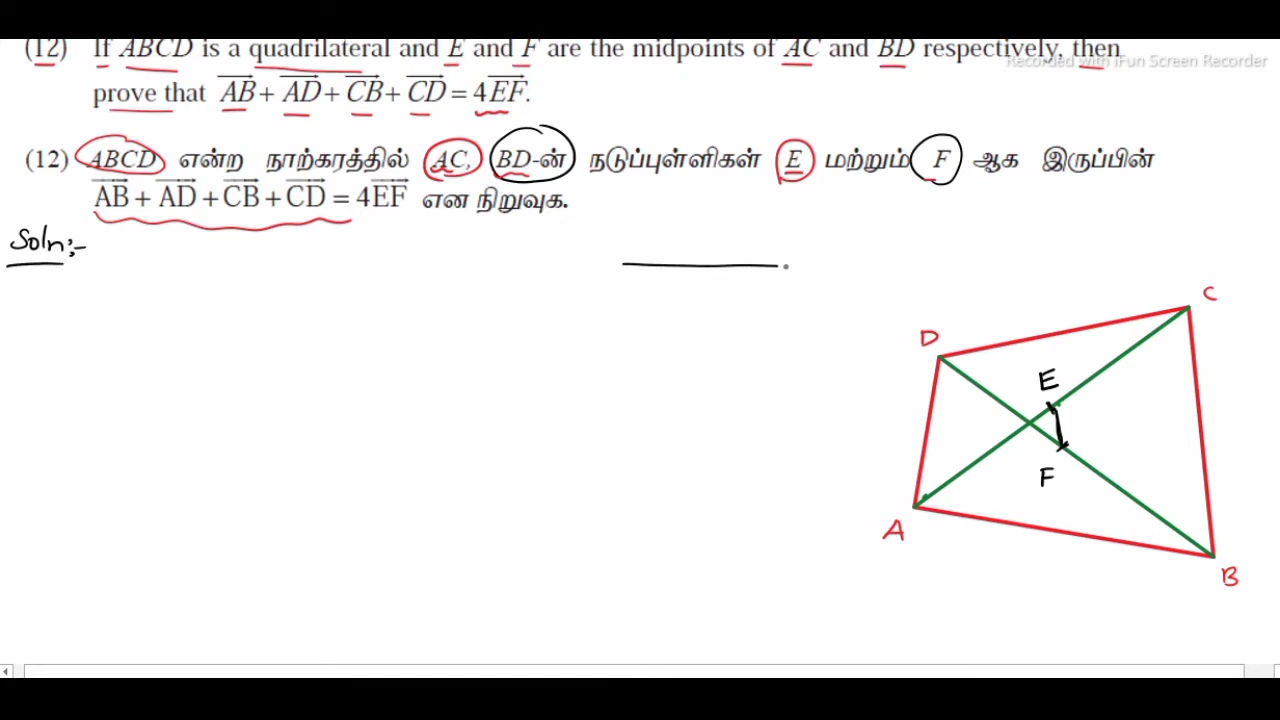 (12) If ABCD is a quadrilateral and E and F are the midpoints of AC and BD respectively, then
Recorded with iFun Screen Recorder
prove that AB + AD + CB + CD = 4EF.
(12) ABCD என்ற நாற்கரத்தில் AC, BD-ன் நடுப்புள்ளிகள் E மற்றும் F ஆக இருப்பின்
AB + AD + CB + CD = 4EF என நிறுவுக.
Soln:-
C
D
E
F
A
B